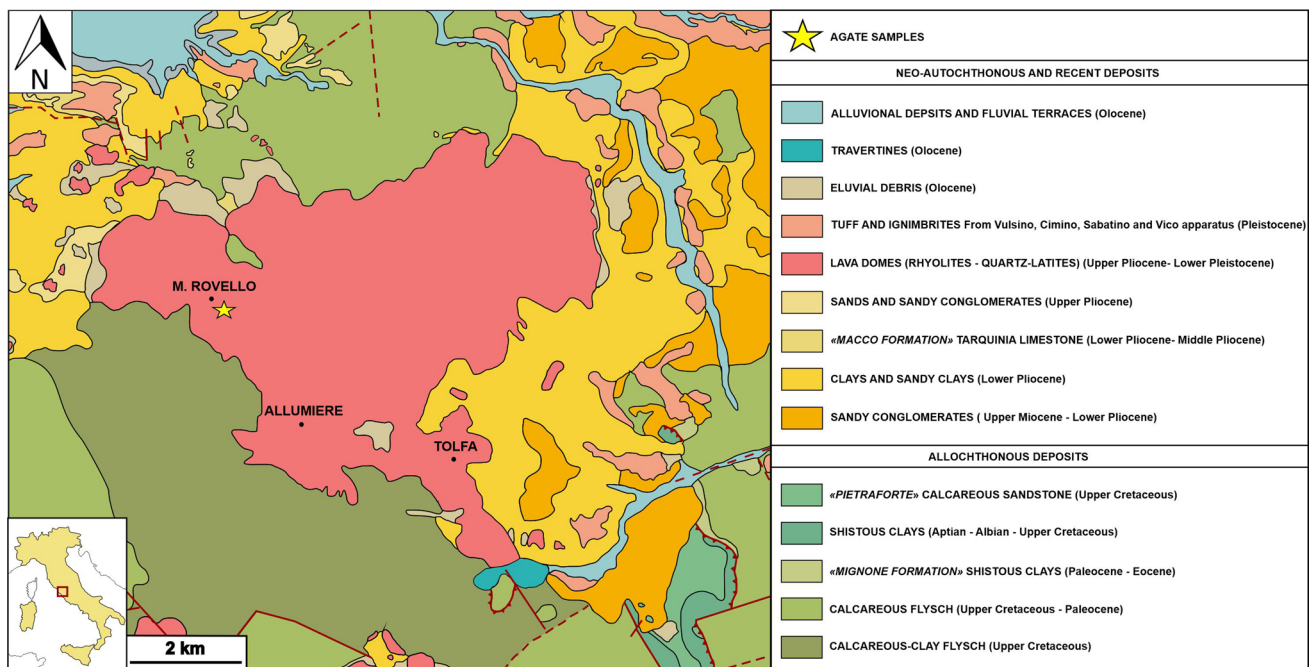 N
M. ROVELLO
ALLUMIERE
TOLFA
2 km
AGATE SAMPLES
NEO-AUTOCHTHONOUS AND RECENT DEPOSITS
ALLUVIONAL DEPSITS AND FLUVIAL TERRACES (Olocene)
TRAVERTINES (Olocene)
ELUVIAL DEBRIS (Olocene)
TUFF AND IGNIMBRITES From Vulsino, Cimino, Sabatino and Vico apparatus (Pleistocene)
LAVA DOMES (RHYOLITES - QUARTZ-LATITES) (Upper Pliocene- Lower Pleistocene)
SANDS AND SANDY CONGLOMERATES (Upper Pliocene)
«MACCO FORMATION» TARQUINIA LIMESTONE (Lower Pliocene- Middle Pliocene)
CLAYS AND SANDY CLAYS (Lower Pliocene)
SANDY CONGLOMERATES ( Upper Miocene - Lower Pliocene)
ALLOCHTHONOUS DEPOSITS
«PIETRAFORTE» CALCAREOUS SANDSTONE (Upper Cretaceous)
SHISTOUS CLAYS (Aptian - Albian - Upper Cretaceous)
«MIGNONE FORMATION» SHISTOUS CLAYS (Paleocene - Eocene)
CALCAREOUS FLYSCH (Upper Cretaceous - Paleocene)
CALCAREOUS-CLAY FLYSCH (Upper Cretaceous)